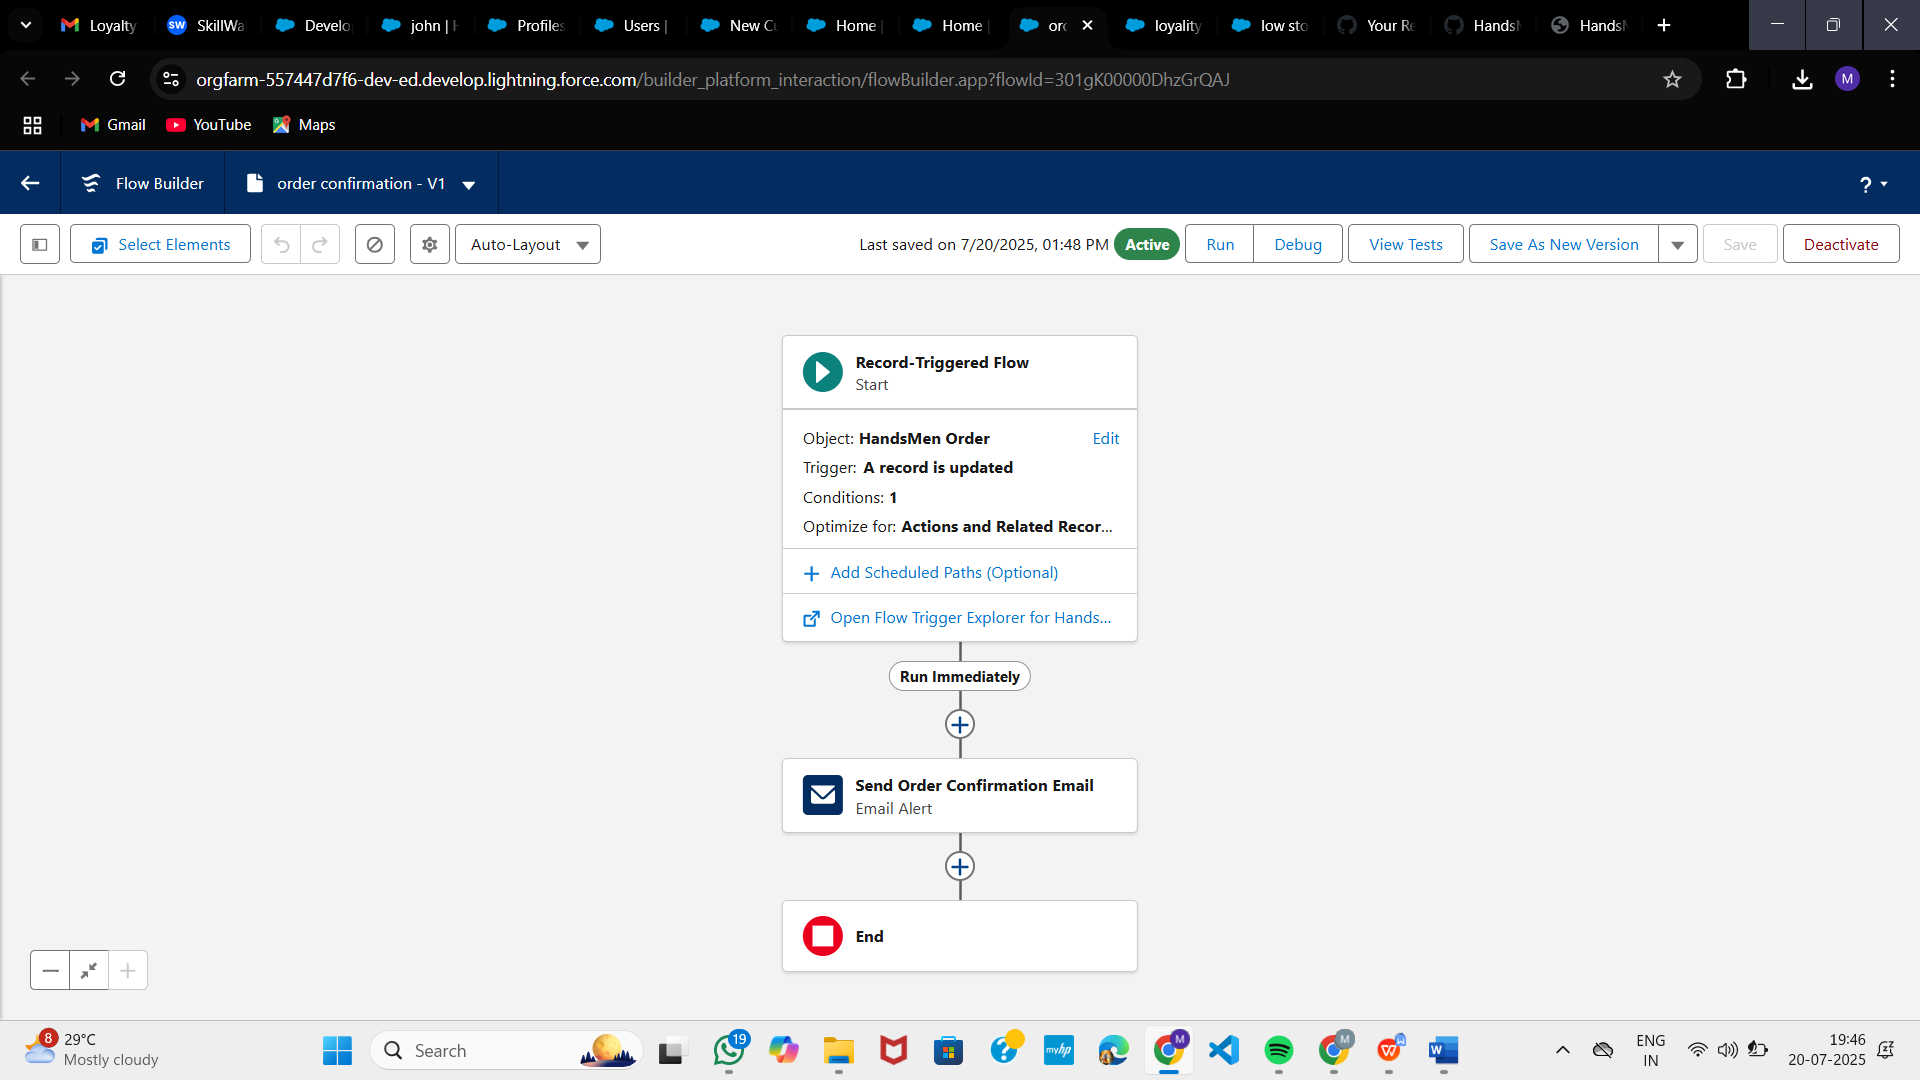 Loyalty
SkillWa
Develo
john | H
Profiles
Users |
New Cu
Home |
Home |
orc
loyality
low sto
Your Re
HandsM
HandsM
orgfarm-557447d7f6-dev-ed.develop.lightning.force.com/builder_platform_interaction/flowBuilder.app?flowId=301gK00000DhzGrQAJ
M
Gmail
YouTube
Maps
Flow Builder
order confirmation - V1
?
Select Elements
Auto-Layout
Last saved on 7/20/2025, 01:48 PM
Active
Run
Debug
View Tests
Save As New Version
Save
Deactivate
Record-Triggered Flow
Start
Object: HandsMen Order
Edit
Trigger: A record is updated
Conditions: 1
Optimize for: Actions and Related Recor...
Add Scheduled Paths (Optional)
Open Flow Trigger Explorer for Hands...
Run Immediately
Send Order Confirmation Email
Email Alert
End
8
29°C
Mostly cloudy
Search
19
myhp
M
M
W
W
ENG
IN
19:46
20-07-2025